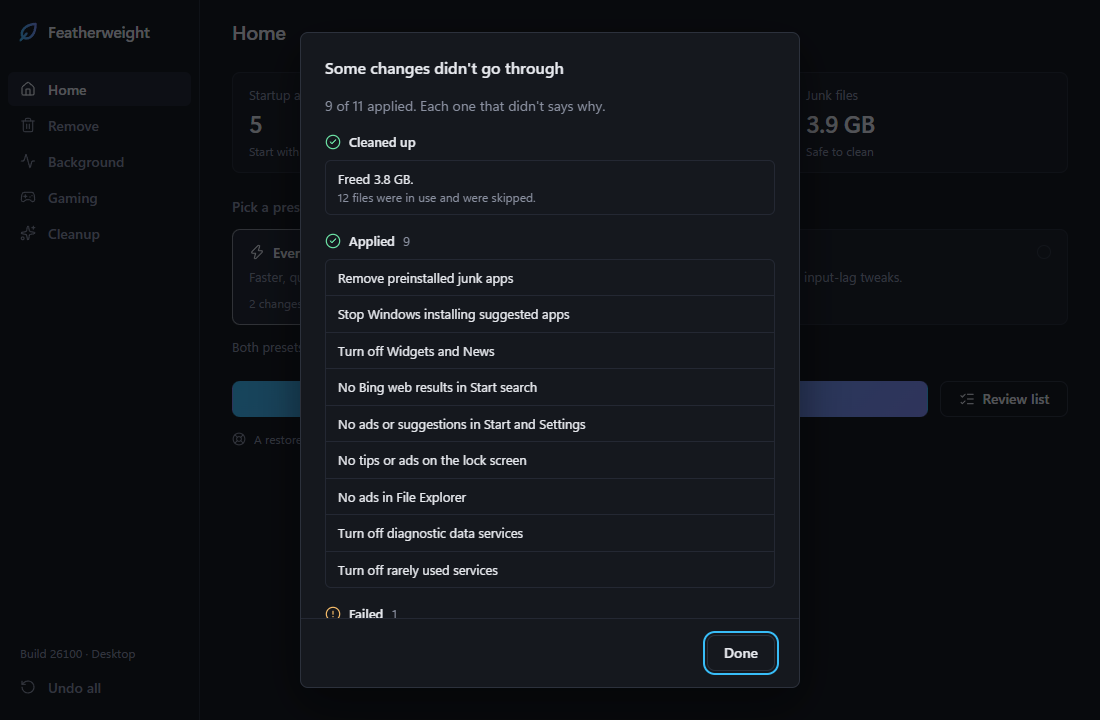 Featherweight
Home
Remove
Background
Gaming
Cleanup
Build 26100 · Desktop
Undo all
Home
Startup
5
Start with
Junk files
3.9 GB
Safe to clean
Pick a
Faster,
2 changes
input-lag tweaks.
Both presets
Review list
A restore
Some changes didn't go through
9 of 11 applied. Each one that didn't says why.
Cleaned up
Freed 3.8 GB.
12 files were in use and were skipped.
Applied 9
Remove preinstalled junk apps
Stop Windows installing suggested apps
Turn off Widgets and News
No Bing web results in Start search
No ads or suggestions in Start and Settings
No tips or ads on the lock screen
No ads in File Explorer
Turn off diagnostic data services
Turn off rarely used services
Failed 1
Done